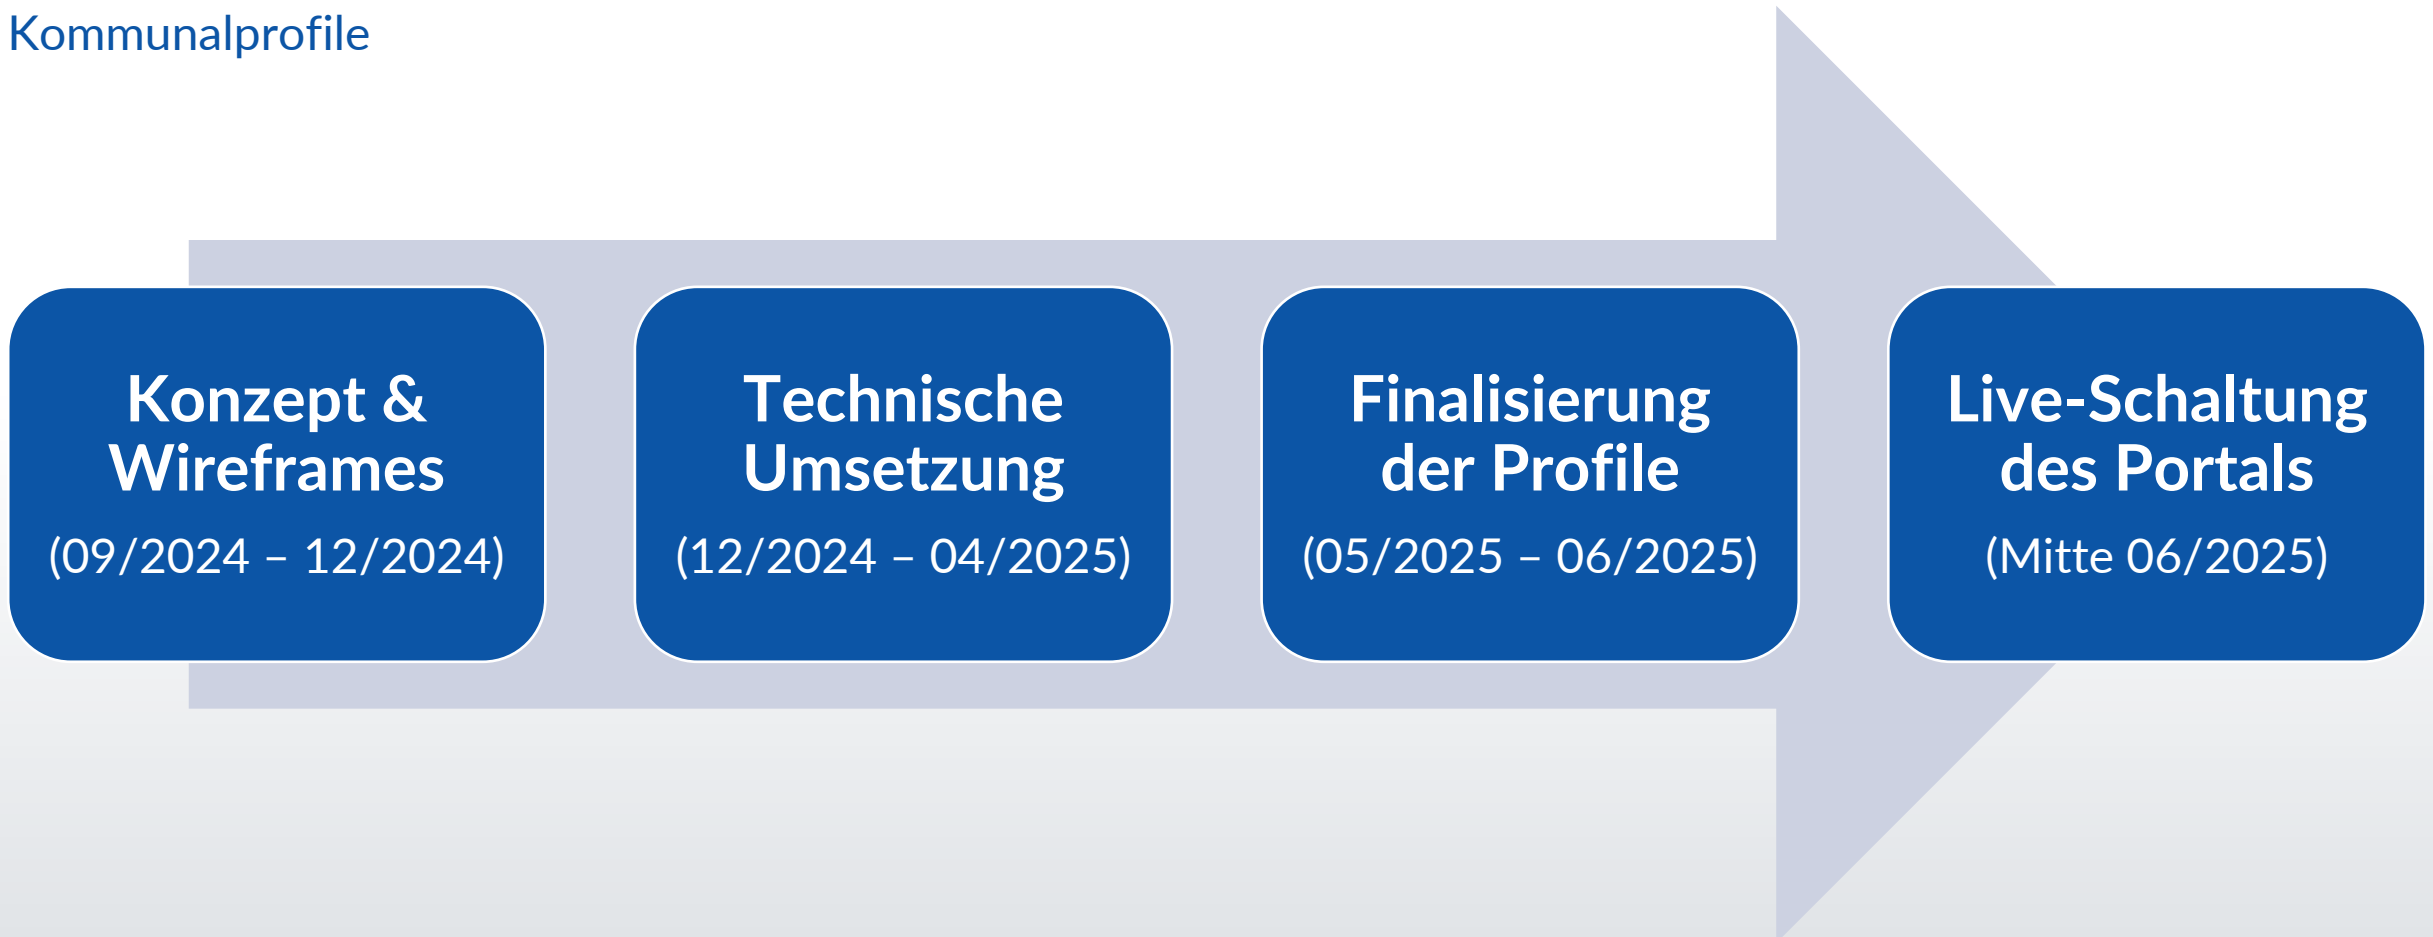 Kommunalprofile
Konzept &
Wireframes
(09/2024 – 12/2024)
Technische
Umsetzung
(12/2024 – 04/2025)
Finalisierung
der Profile
(05/2025 – 06/2025)
Live-Schaltung
des Portals
(Mitte 06/2025)